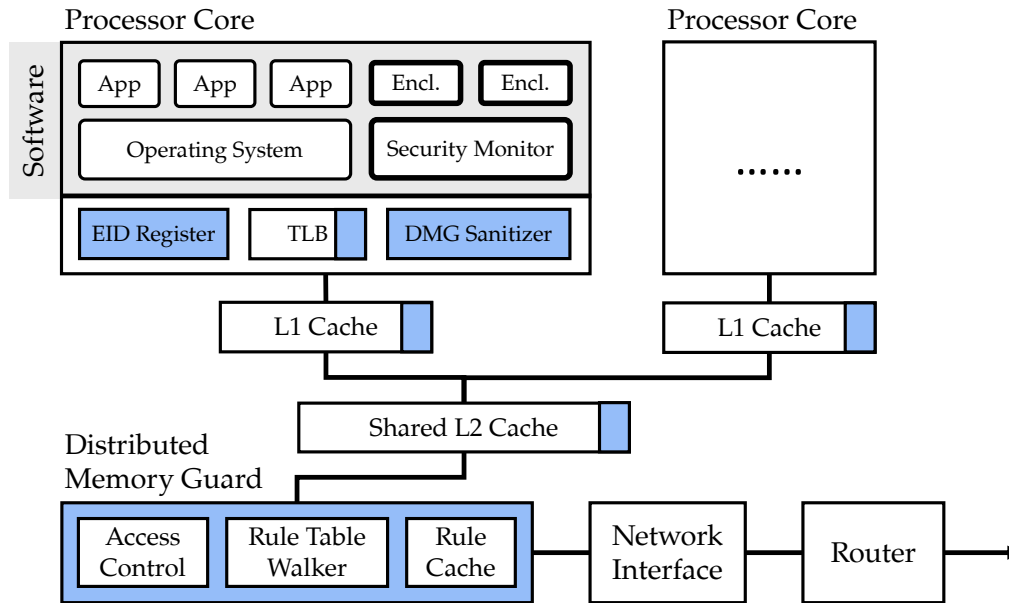 Processor Core
Processor Core
Software
App App App Encl. Encl.
Operating System Security Monitor
......
EID Register TLB DMG Sanitizer
L1 Cache
L1 Cache
Shared L2 Cache
Distributed
Memory Guard
Access
Control
Rule Table
Walker
Rule
Cache
Network
Interface
Router